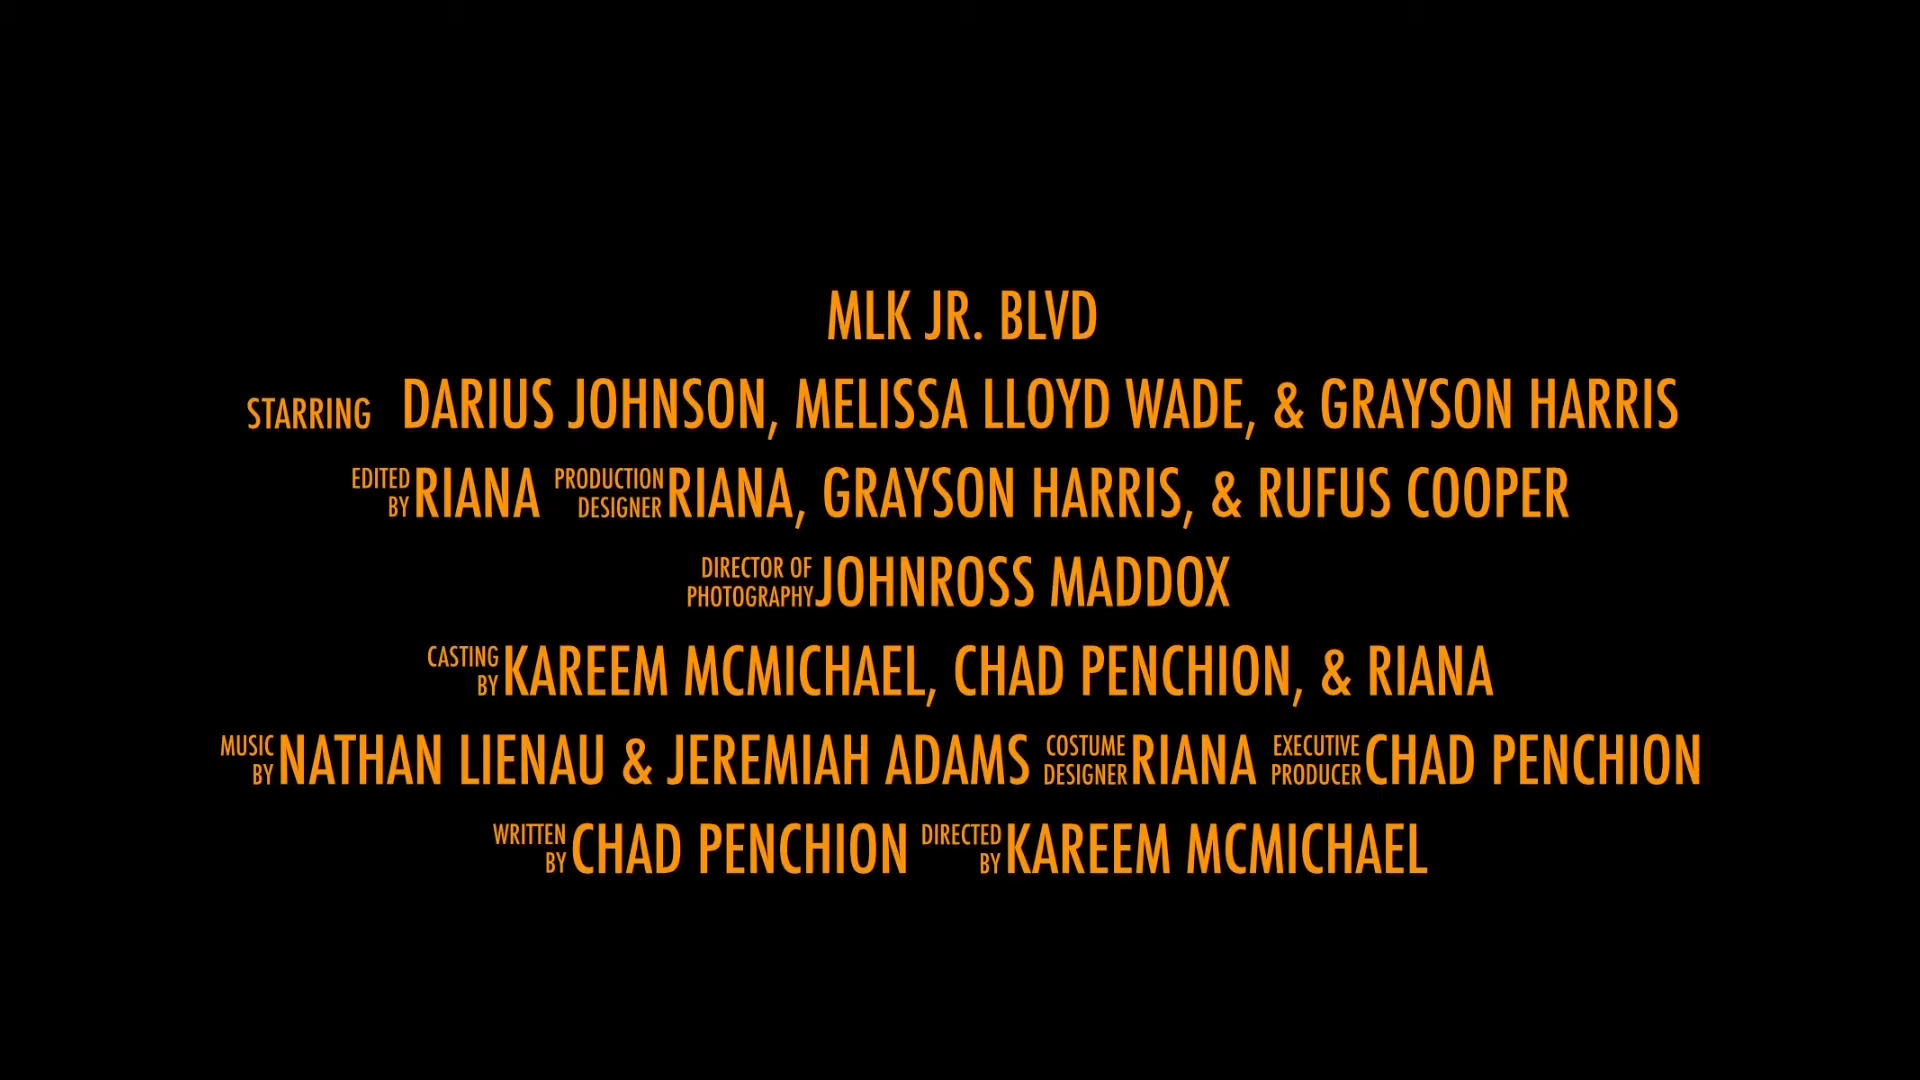 MLK JR. BLVD
STARRING DARIUS JOHNSON, MELISSA LLOYD WADE, & GRAYSON HARRIS
EDITED BY RIANA PRODUCTION DESIGNER RIANA, GRAYSON HARRIS, & RUFUS COOPER
DIRECTOR OF PHOTOGRAPHY JOHNROSS MADDOX
CASTING BY KAREEM MCMICHAEL, CHAD PENCHION, & RIANA
MUSIC BY NATHAN LIENAU & JEREMIAH ADAMS COSTUME DESIGNER RIANA EXECUTIVE PRODUCER CHAD PENCHION
WRITTEN BY CHAD PENCHION DIRECTED BY KAREEM MCMICHAEL